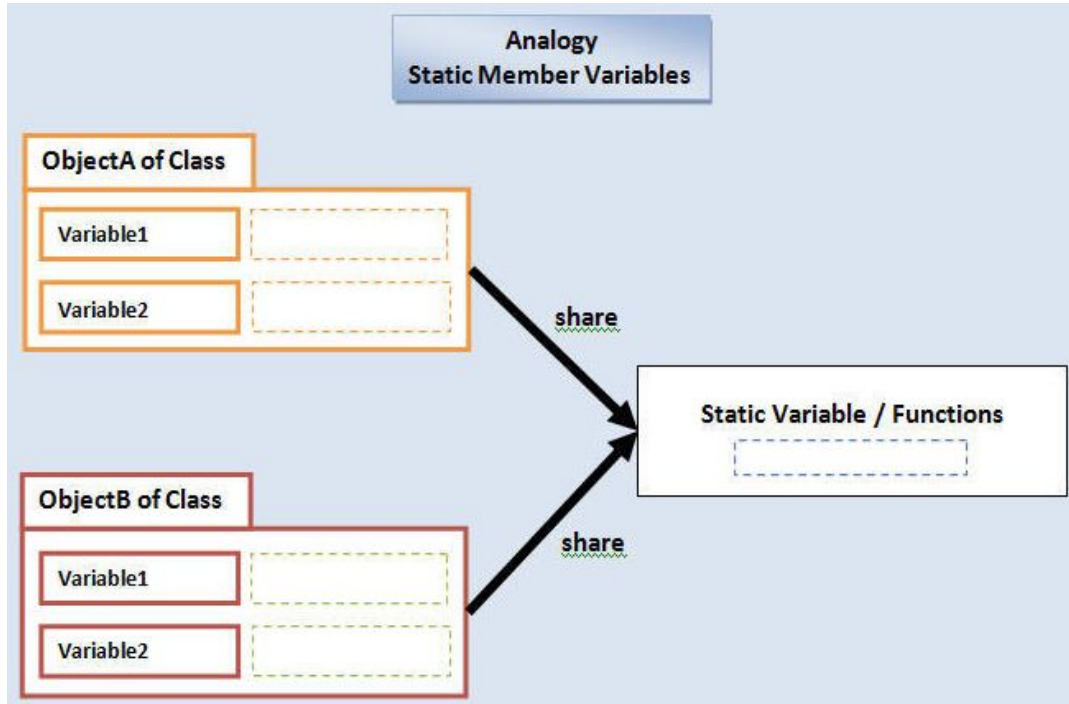 Analogy
Static Member Variables
ObjectA of Class
Variable1
Variable2
share
Static Variable / Functions
ObjectB of Class
share
Variable1
Variable2